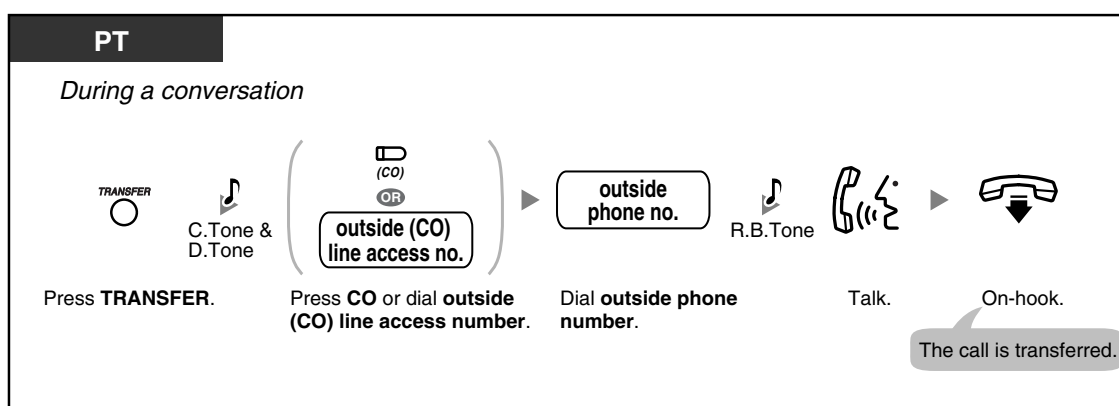 PT
During a conversation
TRANSFER
C.Tone &
D.Tone
(CO)
OR
outside (CO)
line access no.
outside
phone no.
R.B.Tone
Press TRANSFER.
Press CO or dial outside
(CO) line access number.
Dial outside phone
number.
Talk.
On-hook.
The call is transferred.